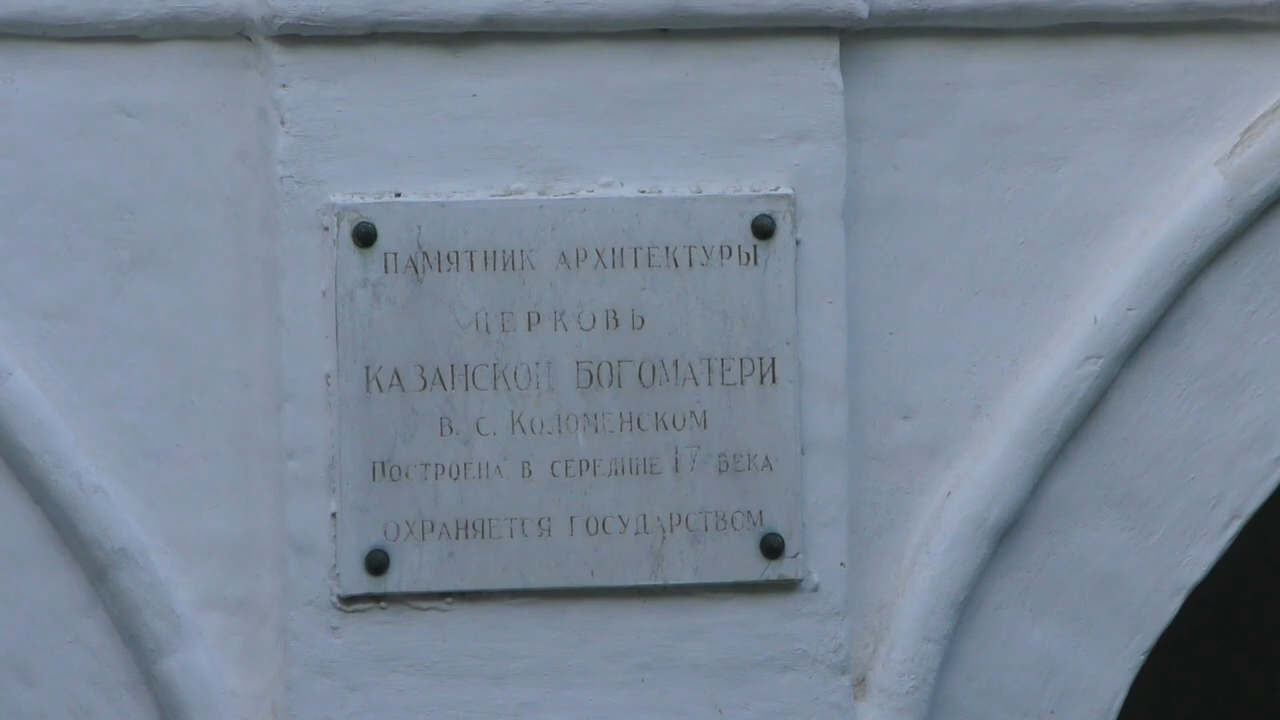 ПАМЯТНИК АРХИТЕКТУРЫ
ЦЕРКОВЬ
КАЗАНСКОЙ БОГОМАТЕРИ
В. С. КОЛОМЕНСКОМ
ПОСТРОЕНА В СЕРЕДИНЕ 17 ВЕКА
ОХРАНЯЕТСЯ ГОСУДАРСТВОМ